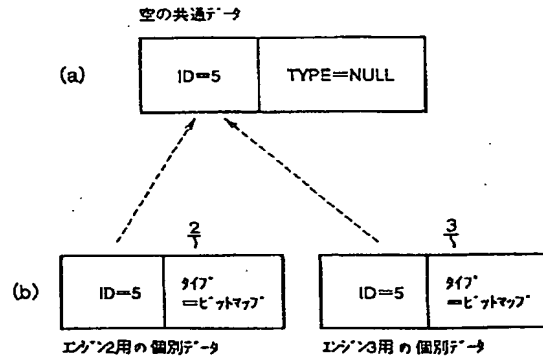 空の共通データ
(a)
ID=5
TYPE=NULL
2
3
(b)
ID=5
タイプ
=ビットマップ
ID=5
タイプ
=ビットマップ
エンジン2用の個別データ
エンジン3用の個別データ